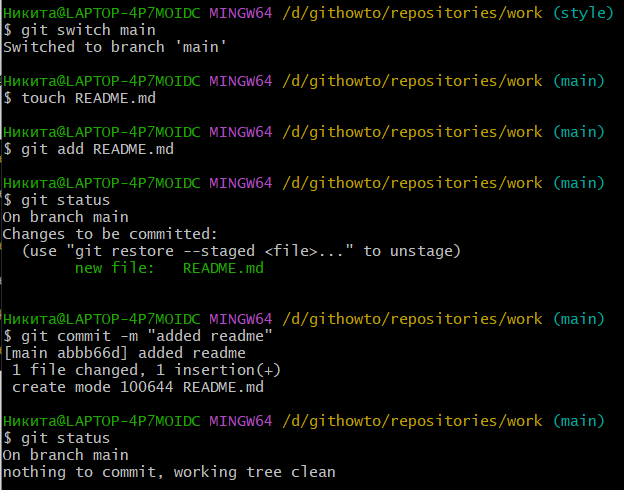 Никита@LAPTOP-4P7MOIDC MINGW64 /d/githowto/repositories/work (style)
$ git switch main
Switched to branch 'main'
Никита@LAPTOP-4P7MOIDC MINGW64 /d/githowto/repositories/work (main)
$ touch README.md
Никита@LAPTOP-4P7MOIDC MINGW64 /d/githowto/repositories/work (main)
$ git add README.md
Никита@LAPTOP-4P7MOIDC MINGW64 /d/githowto/repositories/work (main)
$ git status
On branch main
Changes to be committed:
  (use "git restore --staged <file>..." to unstage)
        new file:   README.md
Никита@LAPTOP-4P7MOIDC MINGW64 /d/githowto/repositories/work (main)
$ git commit -m "added readme"
[main abbb66d] added readme
 1 file changed, 1 insertion(+)
 create mode 100644 README.md
Никита@LAPTOP-4P7MOIDC MINGW64 /d/githowto/repositories/work (main)
$ git status
On branch main
nothing to commit, working tree clean